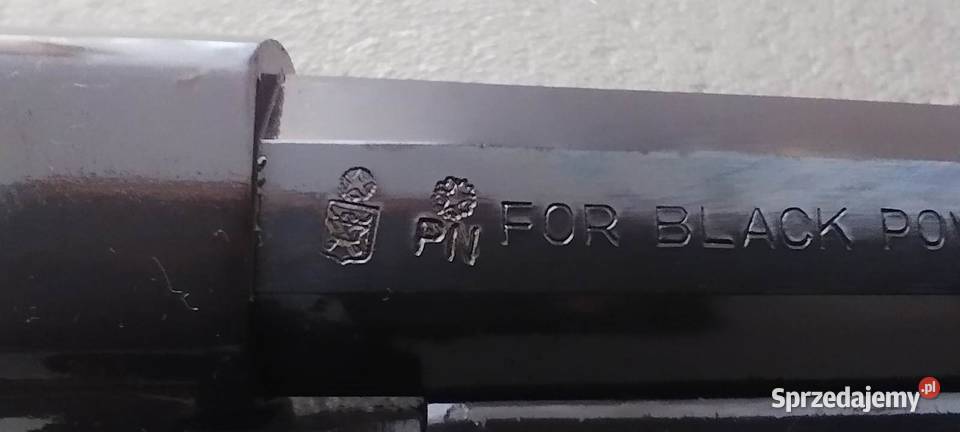 PN FOR BLACK POW
Sprzedajemy.pl